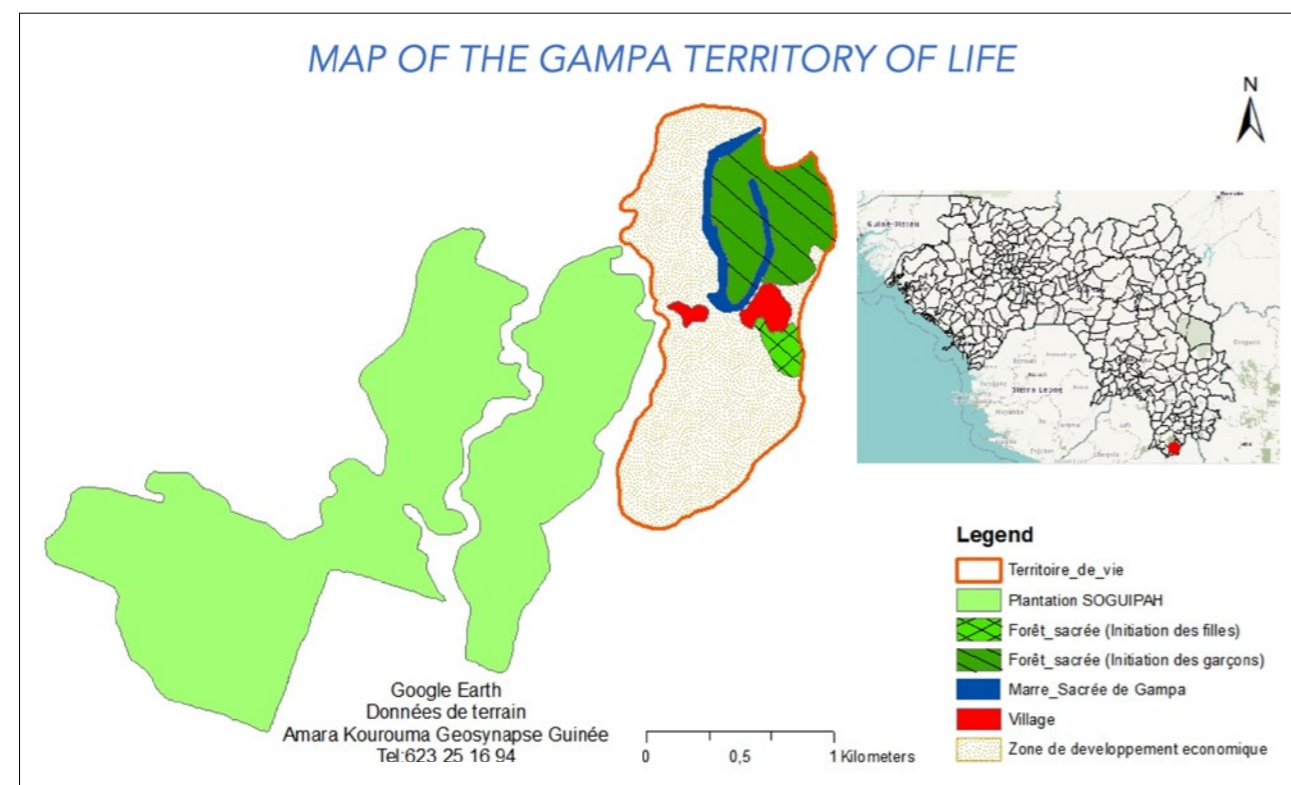 MAP OF THE GAMPA TERRITORY OF LIFE
N
Guiné-Bissau
Sierra Leone
Legend
Territoire_de_vie
Plantation SOGUIPAH
Forêt_sacrée (Initiation des filles)
Forêt_sacrée (Initiation des garçons)
Marre_Sacrée de Gampa
Village
Zone de developpement economique
Google Earth
Données de terrain
Amara Kourouma Geosynapse Guinée
Tel:623 25 16 94
0 0,5 1 Kilometers